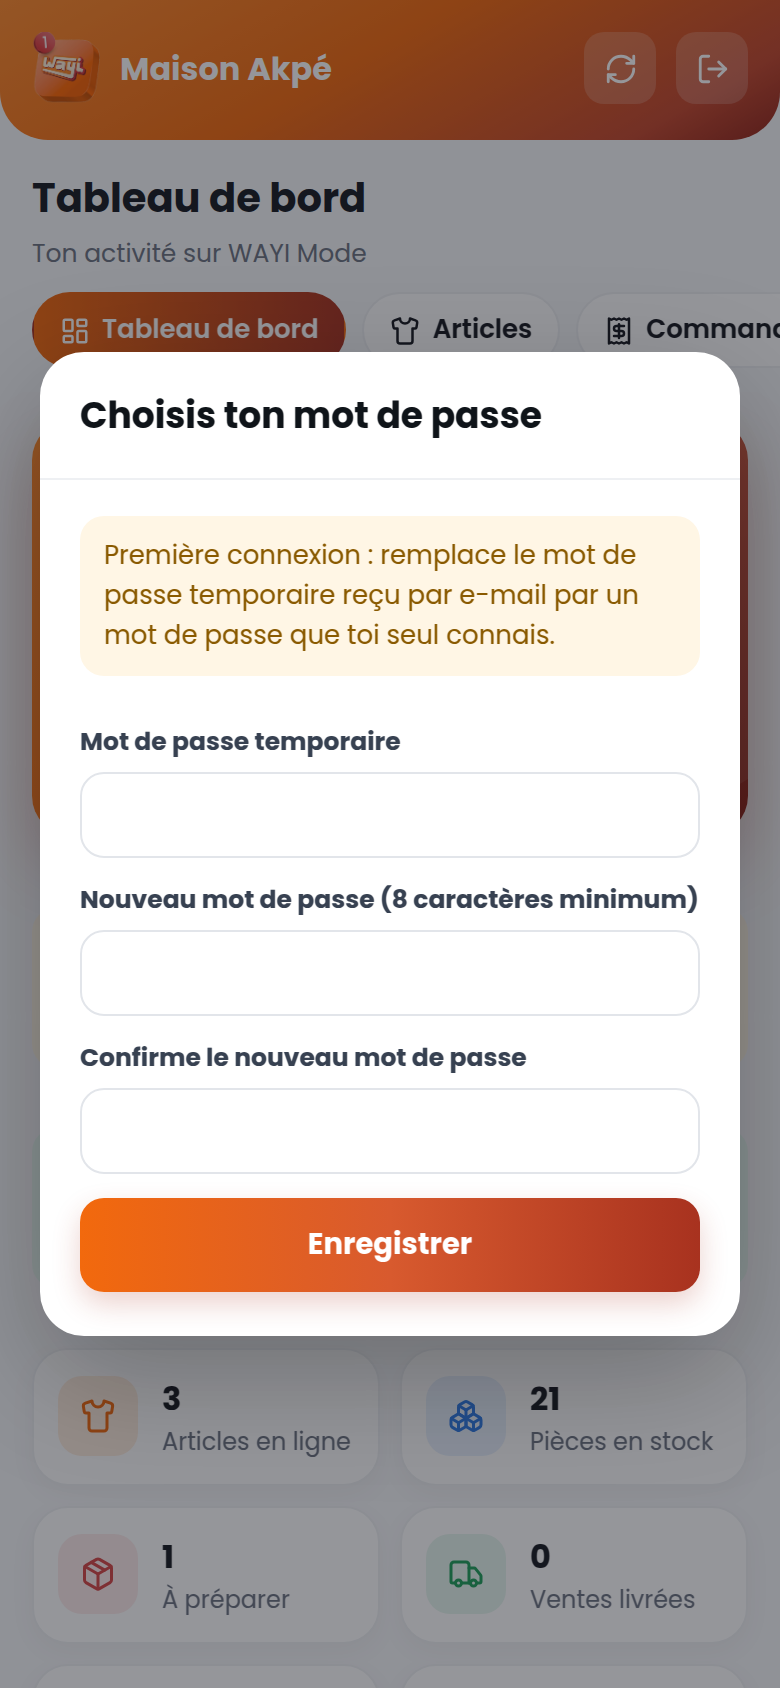 1
Wayi
Maison Akpé
Tableau de bord
Ton activité sur WAYI Mode
Tableau de bord
Articles
Command
Choisis ton mot de passe
Première connexion : remplace le mot de
passe temporaire reçu par e-mail par un
mot de passe que toi seul connais.
Mot de passe temporaire
Nouveau mot de passe (8 caractères minimum)
Confirme le nouveau mot de passe
Enregistrer
3
Articles en ligne
21
Pièces en stock
1
À préparer
0
Ventes livrées